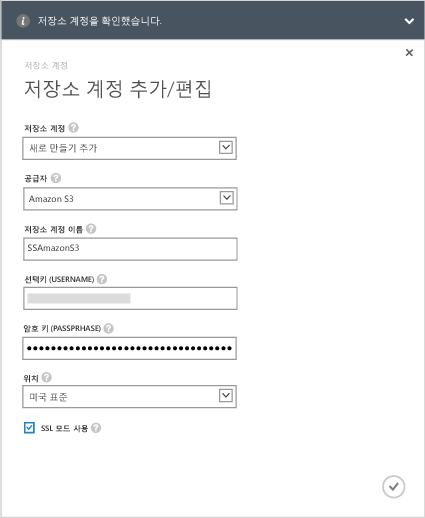 저장소 계정을 확인했습니다.
저장소 계정
저장소 계정 추가/편집
저장소 계정
새로 만들기 추가
공급자
Amazon S3
저장소 계정 이름
SSAmazonS3
선택키 (USERNAME)
암호 키 (PASSPRHASE)
위치
미국 표준
SSL 모드 사용